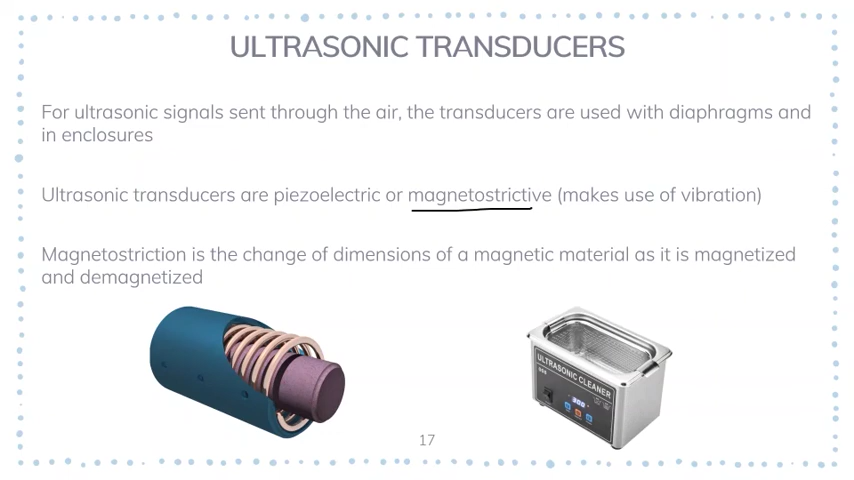 ULTRASONIC TRANSDUCERS
For ultrasonic signals sent through the air, the transducers are used with diaphragms and
in enclosures
Ultrasonic transducers are piezoelectric or magnetostrictive (makes use of vibration)
Magnetostriction is the change of dimensions of a magnetic material as it is magnetized
and demagnetized
ULTRASONIC CLEANER
17